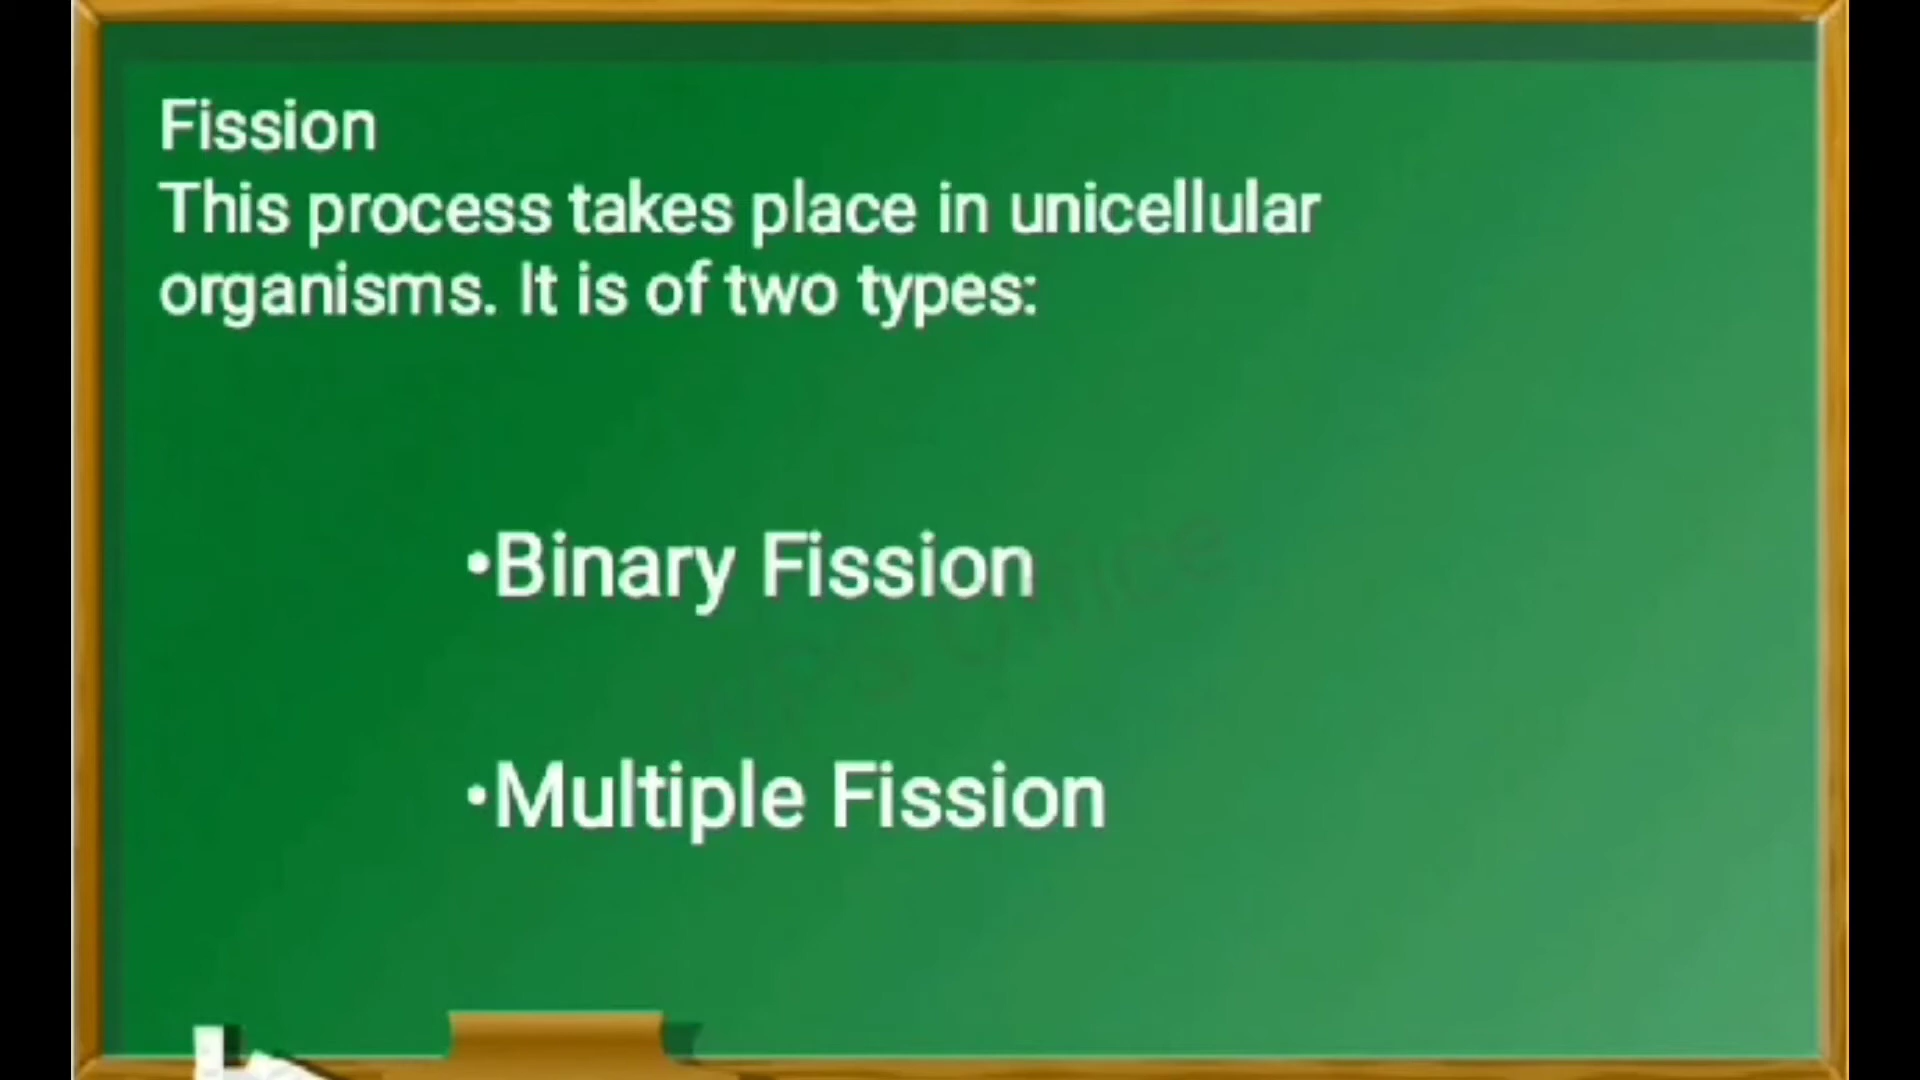 Fission
This process takes place in unicellular
organisms. It is of two types:
•Binary Fission
•Multiple Fission